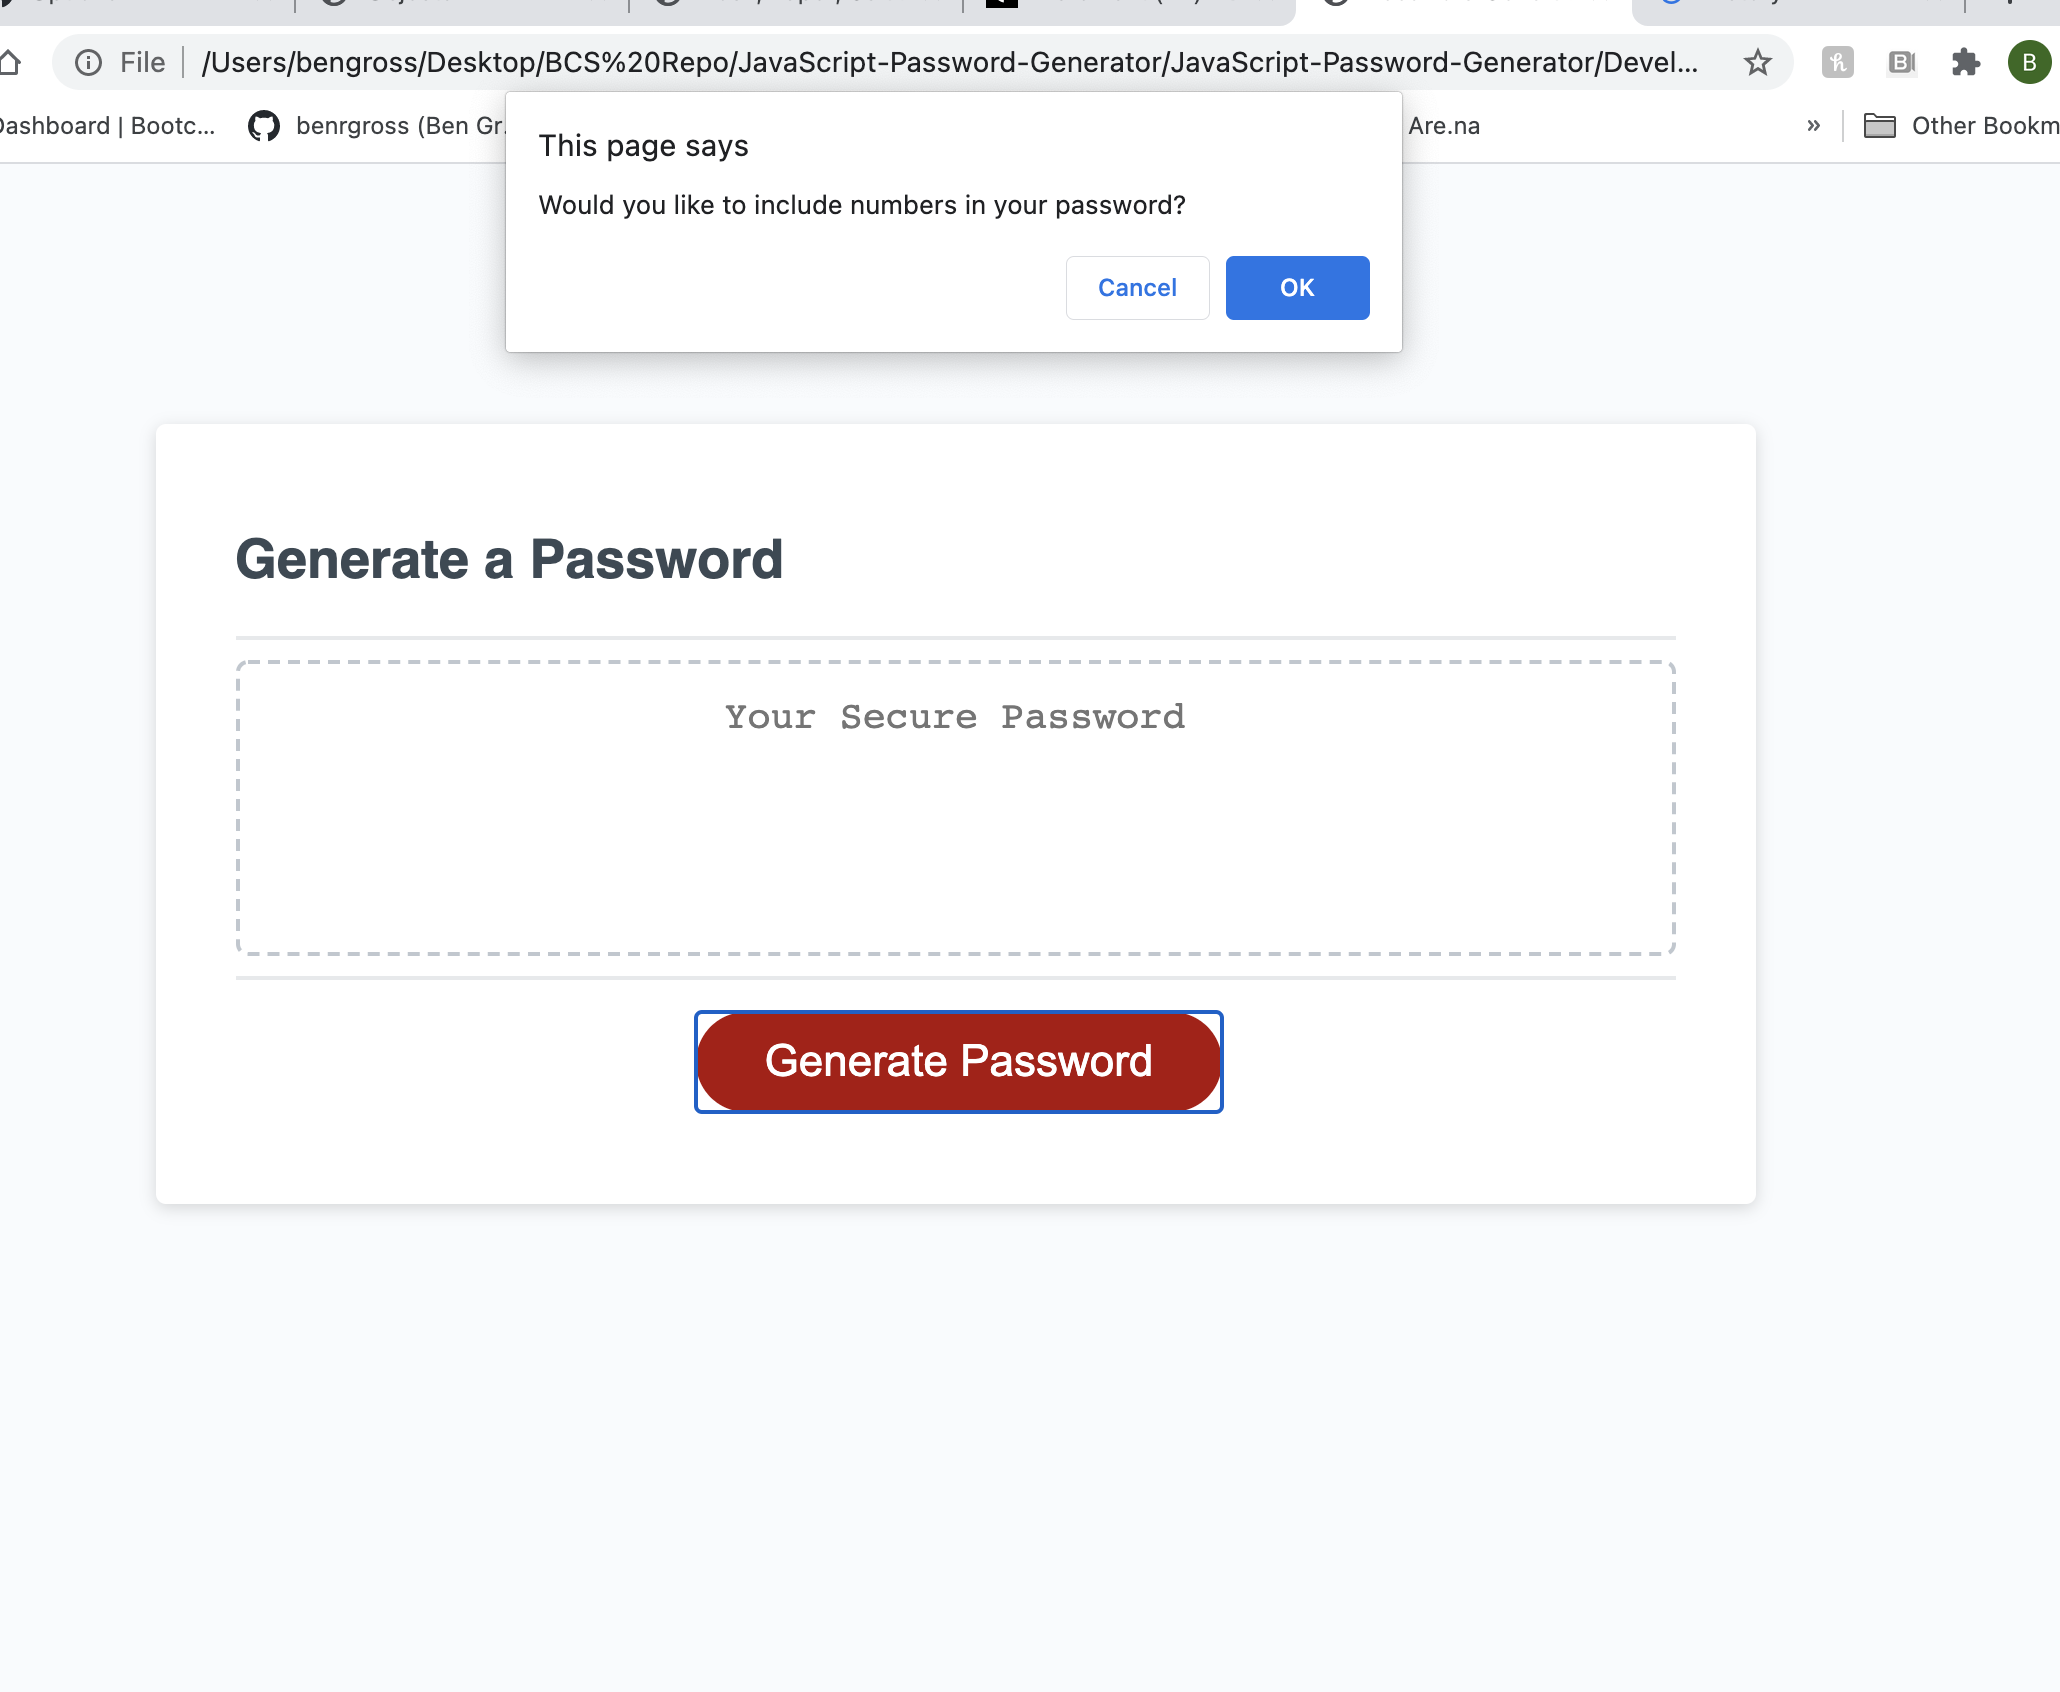 File /Users/bengross/Desktop/BCS%20Repo/JavaScript-Password-Generator/JavaScript-Password-Generator/Devel... B
Dashboard | Bootc... benrgross (Ben Gr. Are.na » Other Bookm
This page says
Would you like to include numbers in your password?
Cancel OK
Generate a Password
Your Secure Password
Generate Password